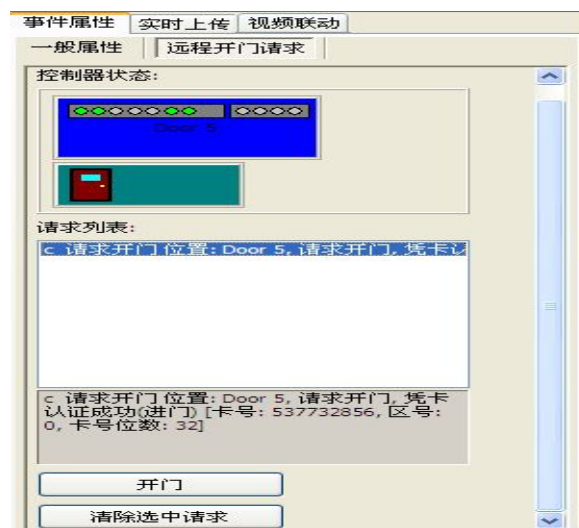 事件属性 实时上传 视频联动
一般属性 远程开门请求
控制器状态:
Door 5
请求列表:
c 请求开门 位置: Door 5, 请求开门, 凭卡认
c 请求开门 位置: Door 5, 请求开门, 凭卡
认证成功(进门) [卡号: 537732856, 区号:
0, 卡号位数: 32]
开门
清除选中请求